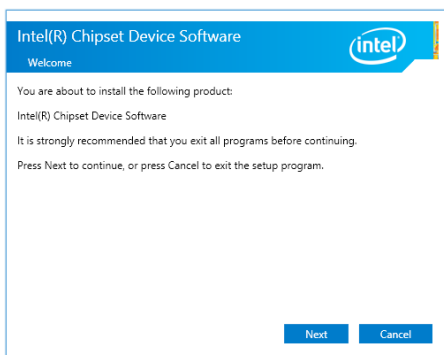 Intel(R) Chipset Device Software
intel
Welcome
You are about to install the following product:
Intel(R) Chipset Device Software
It is strongly recommended that you exit all programs before continuing.
Press Next to continue, or press Cancel to exit the setup program.
Next
Cancel